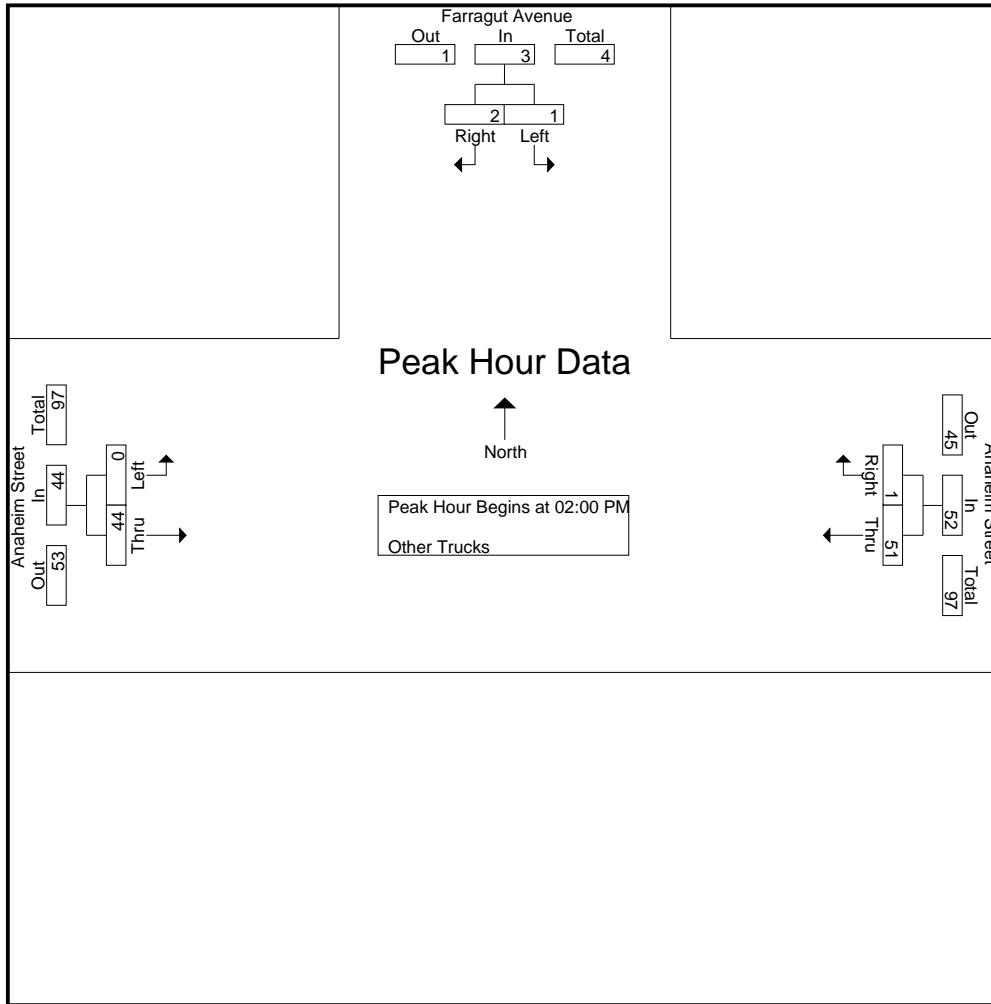 Farragut Avenue
Out In Total
1 3 4
2 1
Right Left
Peak Hour Data
North
Peak Hour Begins at 02:00 PM
Other Trucks
Anaheim Street
Total In Out
97 44 53
0 44
Left Thru
Anaheim Street
Out In Total
45 52 97
1 51
Right Thru